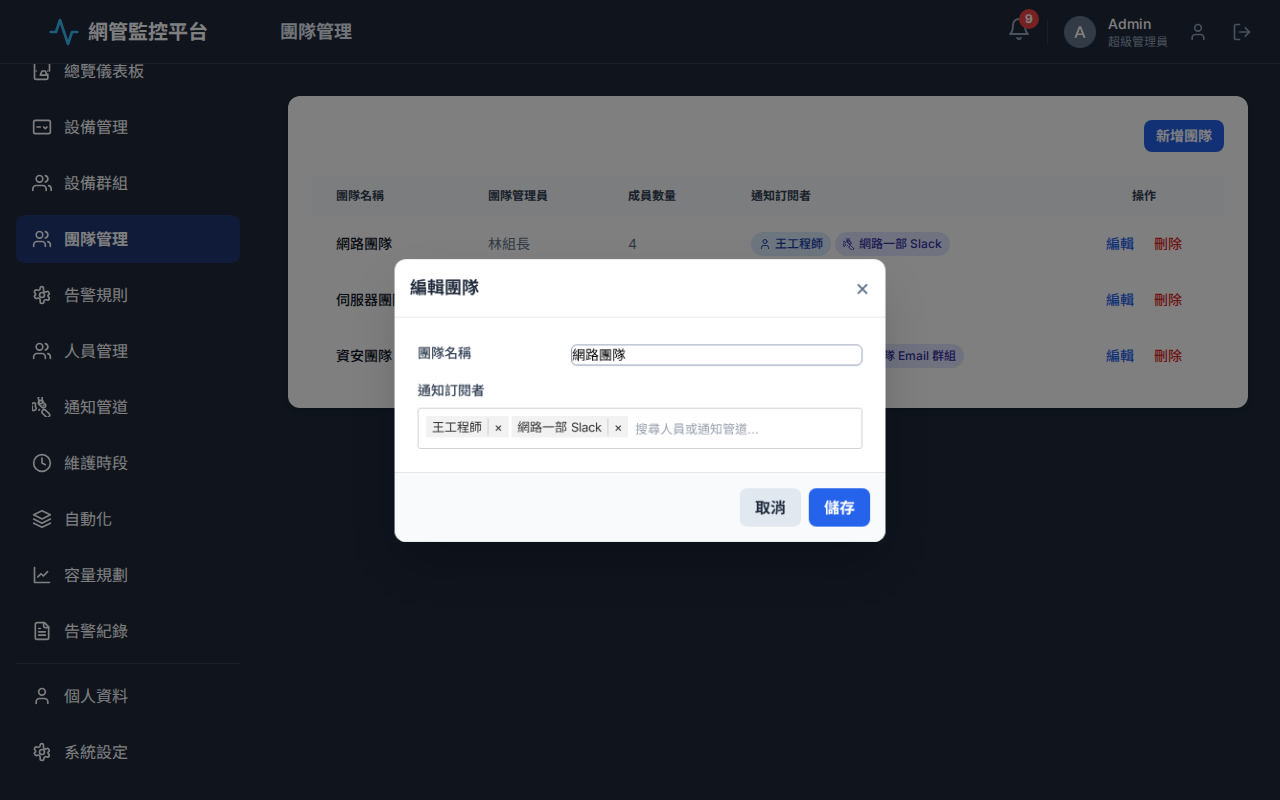 網管監控平台
團隊管理
9
A
Admin
超級管理員
總覽儀表板
設備管理
設備群組
團隊管理
告警規則
人員管理
通知管道
維護時段
自動化
容量規劃
告警紀錄
個人資料
系統設定
新增團隊
團隊名稱 團隊管理員 成員數量 通知訂閱者 操作
網路團隊 林組長 4 王工程師 網路一部 Slack 編輯 刪除
伺服器團 編輯 刪除
資安團隊 隊 Email 群組 編輯 刪除
編輯團隊
×
團隊名稱 網路團隊
通知訂閱者
王工程師 × 網路一部 Slack × 搜尋人員或通知管道...
取消 儲存